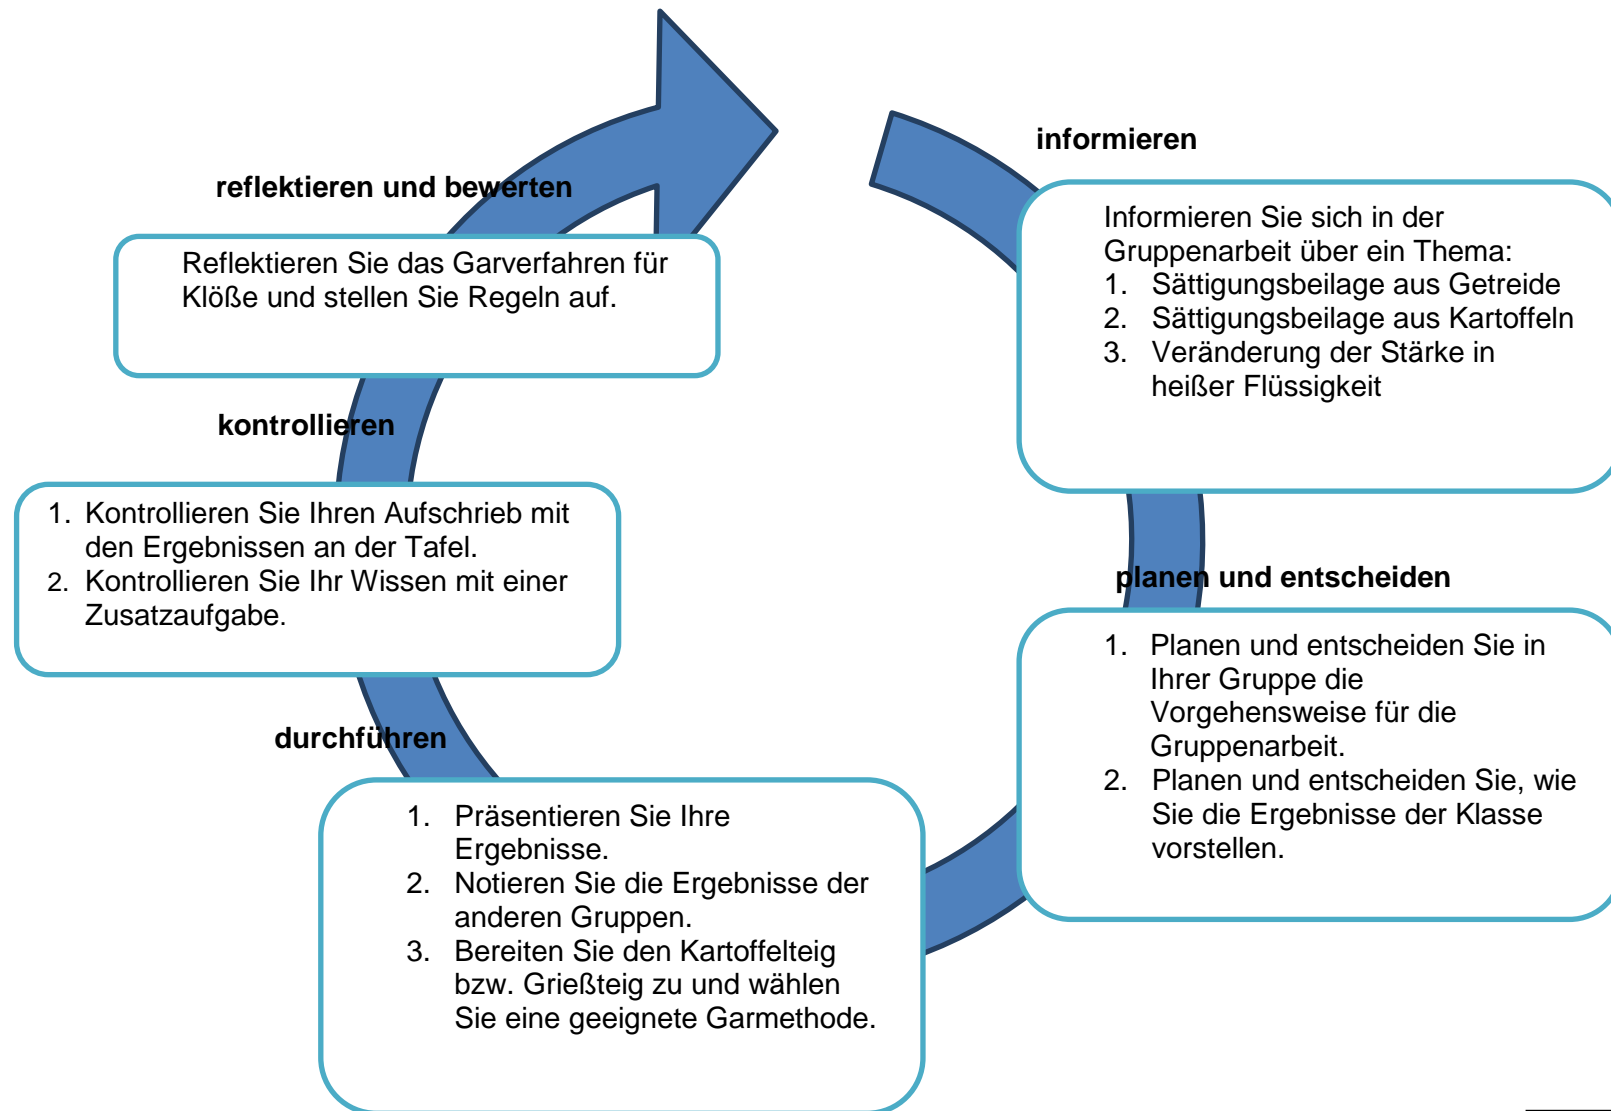 informieren
Informieren Sie sich in der
Gruppenarbeit über ein Thema:
1. Sättigungsbeilage aus Getreide
2. Sättigungsbeilage aus Kartoffeln
3. Veränderung der Stärke in
heißer Flüssigkeit
planen und entscheiden
1. Planen und entscheiden Sie in
Ihrer Gruppe die
Vorgehensweise für die
Gruppenarbeit.
2. Planen und entscheiden Sie, wie
Sie die Ergebnisse der Klasse
vorstellen.
durchführen
1. Präsentieren Sie Ihre
Ergebnisse.
2. Notieren Sie die Ergebnisse der
anderen Gruppen.
3. Bereiten Sie den Kartoffelteig
bzw. Grießteig zu und wählen
Sie eine geeignete Garmethode.
kontrollieren
1. Kontrollieren Sie Ihren Aufschrieb mit
den Ergebnissen an der Tafel.
2. Kontrollieren Sie Ihr Wissen mit einer
Zusatzaufgabe.
reflektieren und bewerten
Reflektieren Sie das Garverfahren für
Klöße und stellen Sie Regeln auf.